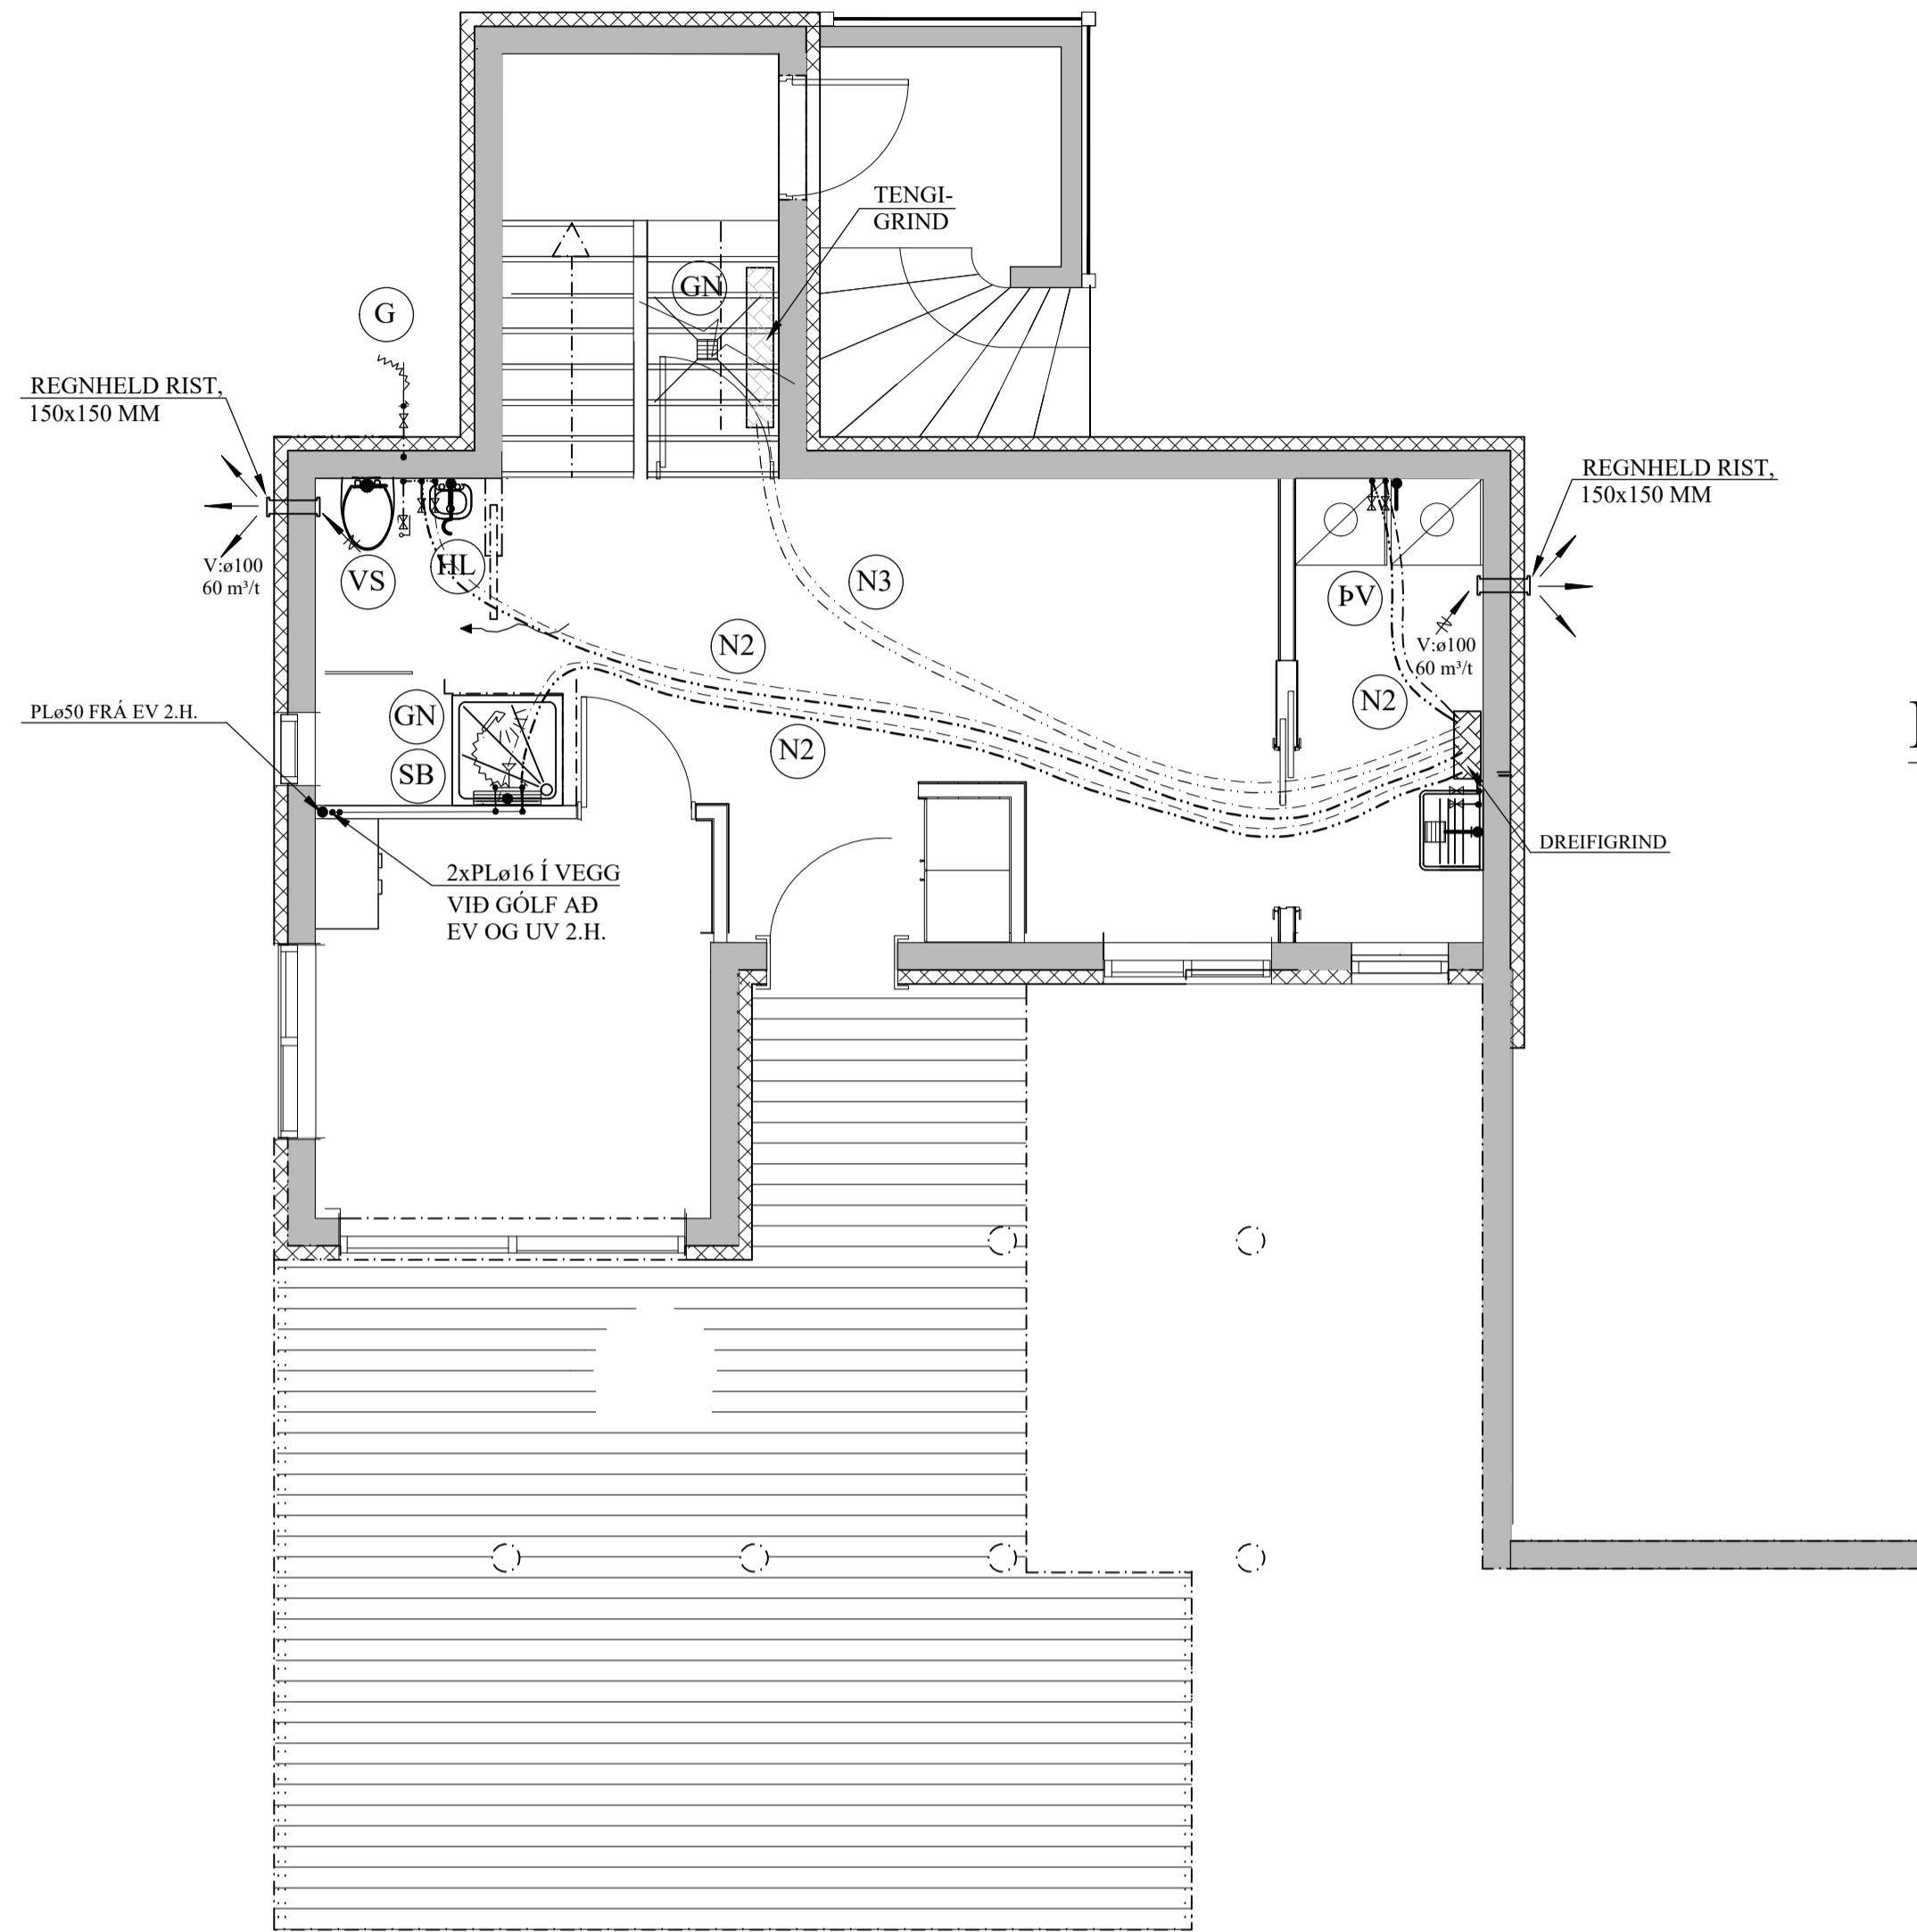 TENGI-
GRIND
GN
G
REGNHELD RIST,
150x150 MM
REGNHELD RIST,
150x150 MM
V:ø100
60 m³/t
VS
HL
N3
ÞV
N2
V:ø100
60 m³/t
N2
PLø50 FRÁ EV 2.H.
GN
N2
SB
DREIFIGRIND
2xPLø16 Í VEGG
VIÐ GÓLF AÐ
EV OG UV 2.H.